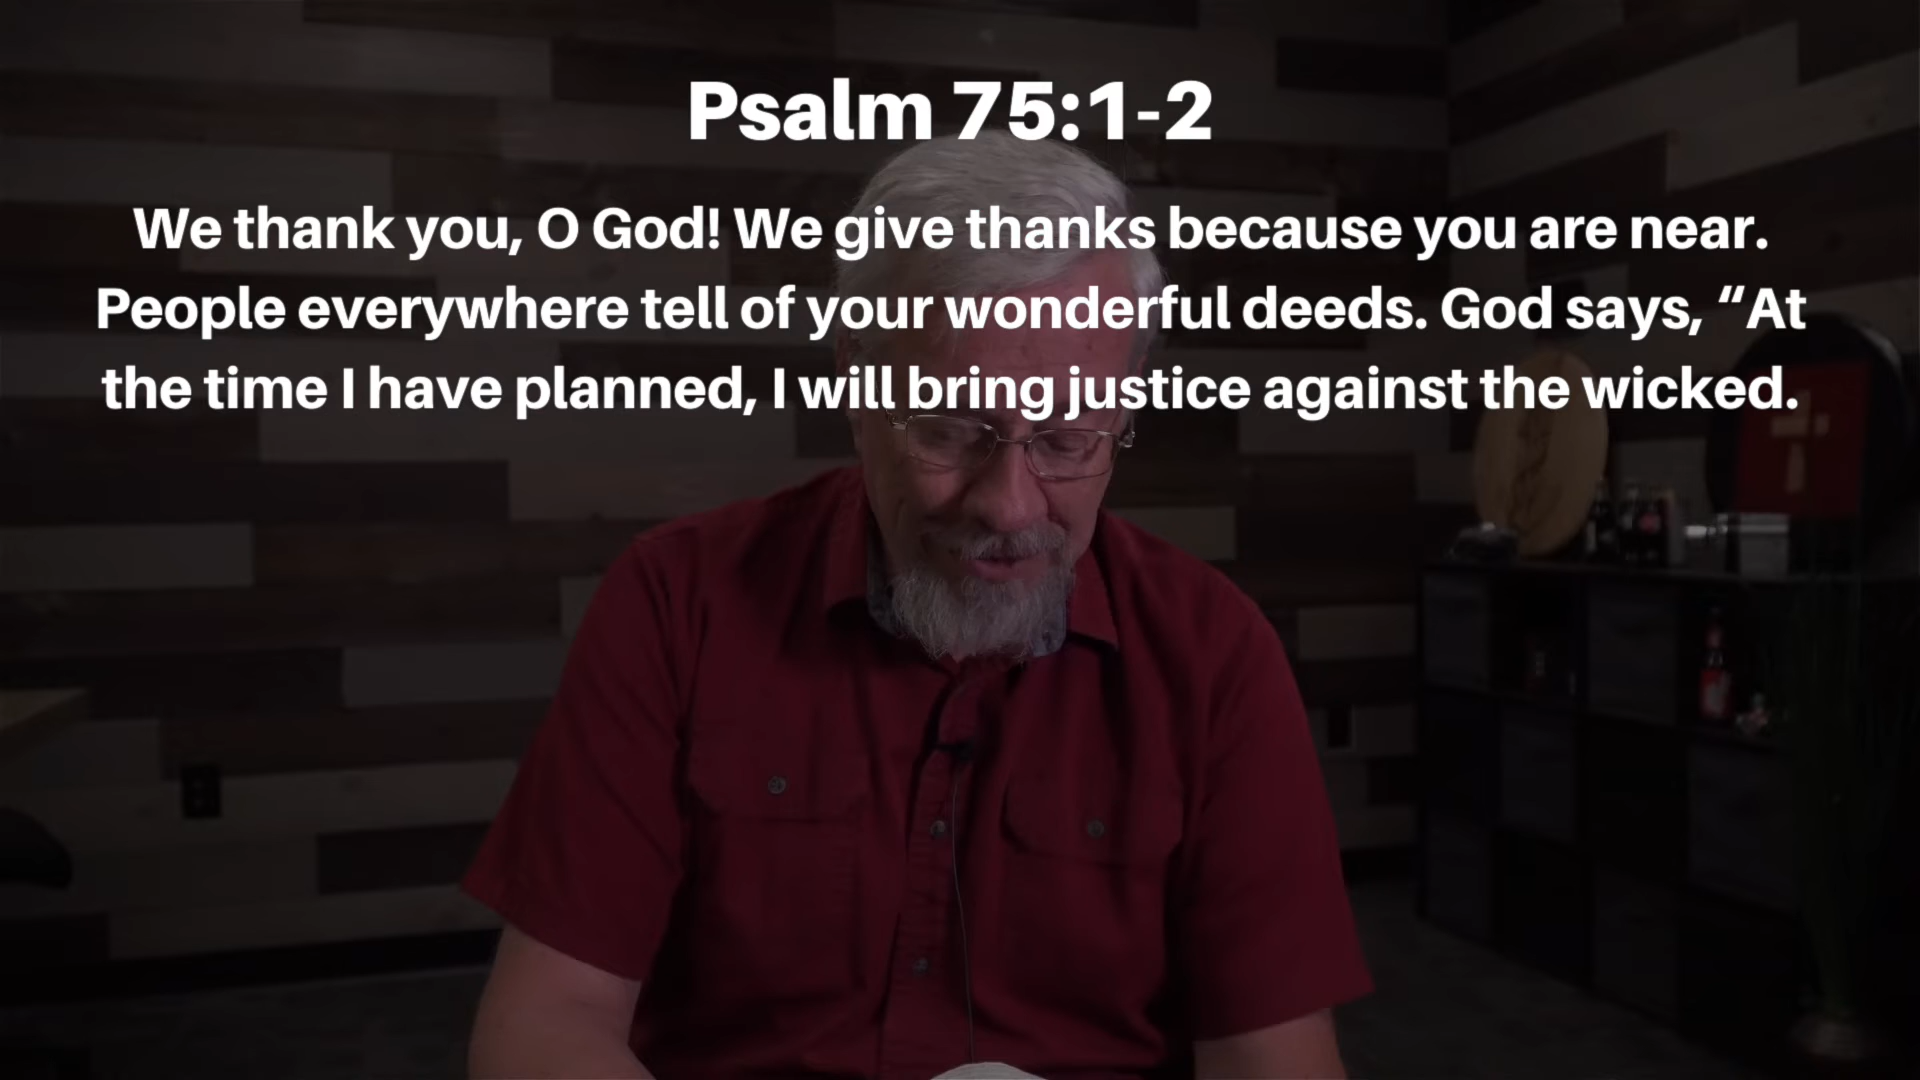 Psalm 75:1-2
We thank you, O God! We give thanks because you are near.
People everywhere tell of your wonderful deeds. God says, “At
the time I have planned, I will bring justice against the wicked.